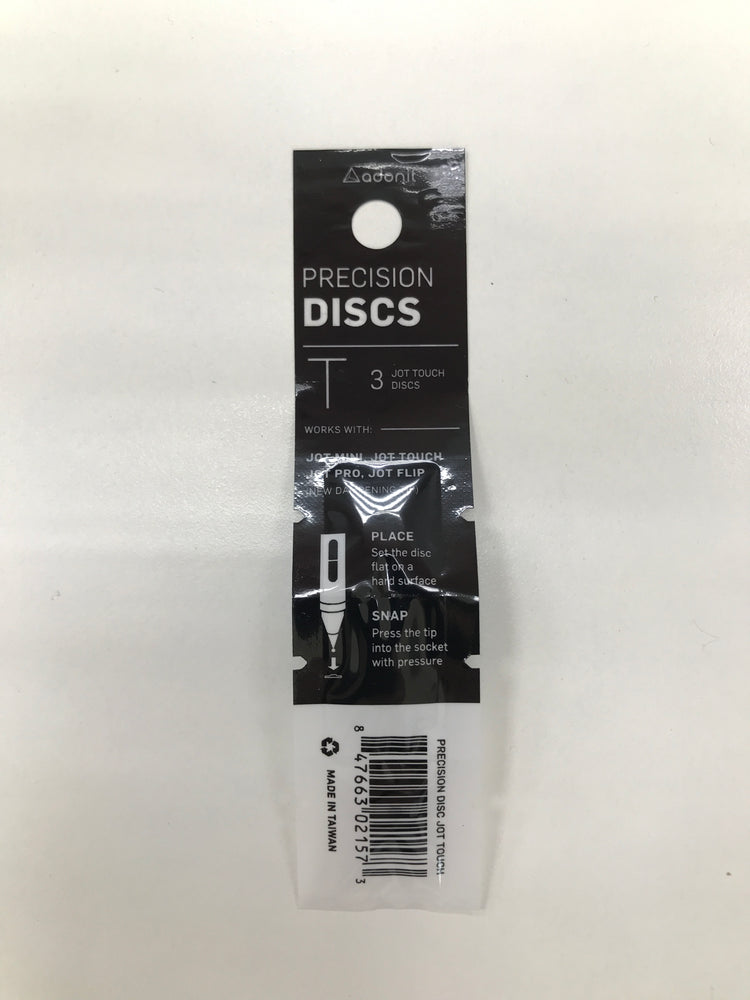 adonit
PRECISION
DISCS
T
3 JOT TOUCH
DISCS
WORKS WITH:
JOT MINI, JOT TOUCH
JOT PRO, JOT FLIP
(NEW
PLACE
Set the disc
flat on a
hard surface
SNAP
Press the tip
into the socket
with pressure
PRECISION DISC JOT TOUCH
8 47663 02157 3
MADE IN TAIWAN